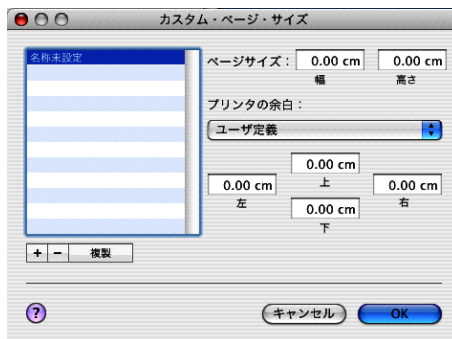 カスタム・ページ・サイズ
名称未設定
ページサイズ： 0.00 cm 0.00 cm
幅 高さ
プリンタの余白：
ユーザ定義
0.00 cm
上
0.00 cm 0.00 cm
左 右
0.00 cm
下
+ − 複製
? キャンセル OK